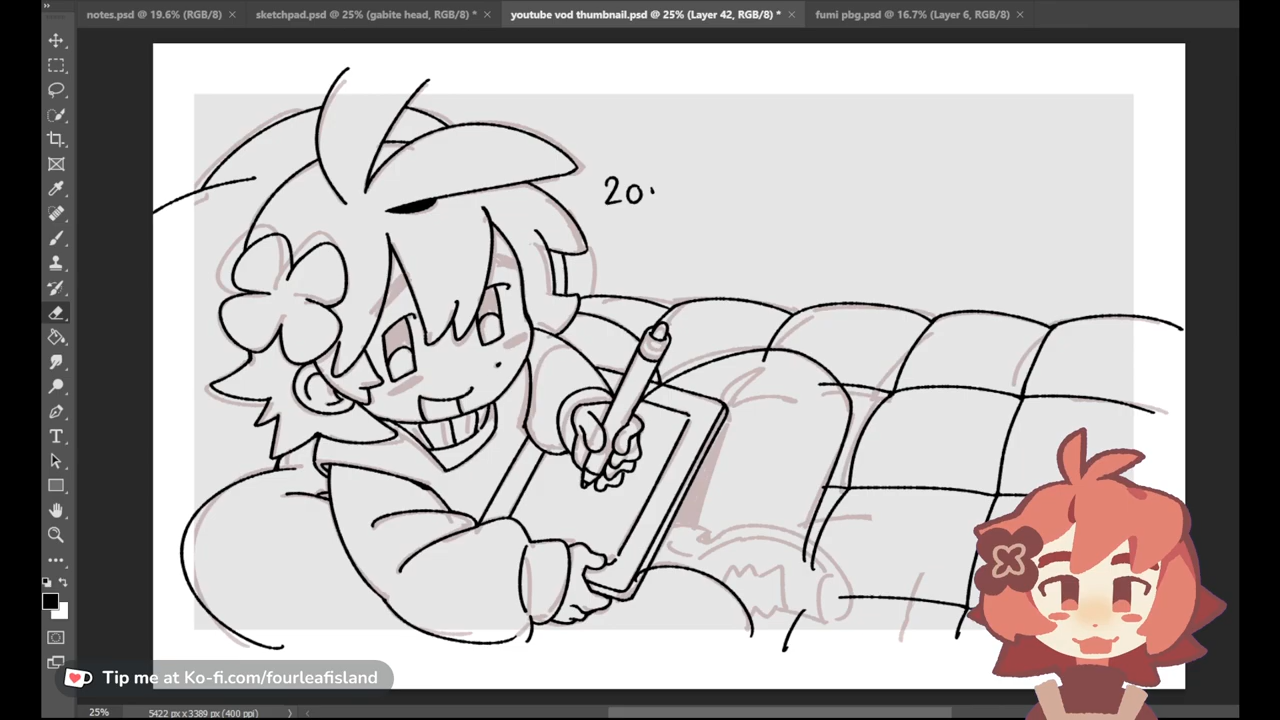 notes.psd @ 19.6% (RGB/8)
sketchpad.psd @ 25% (gabite head, RGB/8) *
youtube vod thumbnail.psd @ 25% (Layer 42, RGB/8) *
fumi pbg.psd @ 16.7% (Layer 6, RGB/8)
20
Tip me at Ko-fi.com/fourleafisland
25%
5422 px x 3389 px (400 ppi)